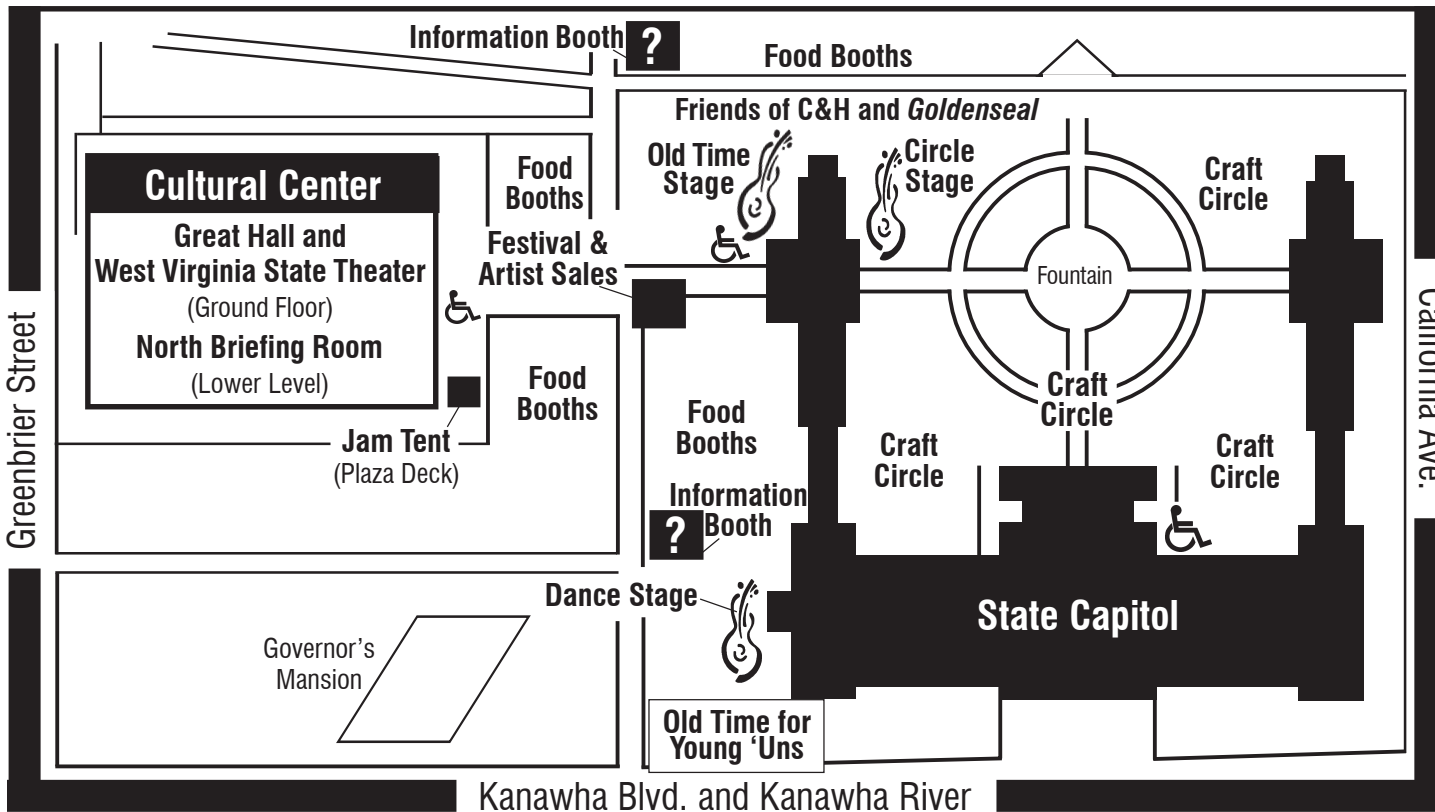 Information Booth
?
Food Booths
Friends of C&H and Goldenseal
Old Time
Stage
Circle
Stage
Craft
Circle
Food
Booths
Cultural Center
Great Hall and
West Virginia State Theater
(Ground Floor)
North Briefing Room
(Lower Level)
Festival &
Artist Sales
Fountain
Food
Booths
Jam Tent
(Plaza Deck)
Food
Booths
Craft
Circle
Craft
Circle
Craft
Circle
Information
Booth
?
Dance Stage
State Capitol
Governor’s
Mansion
Old Time for
Young ‘Uns
Greenbrier Street
California Ave.
Kanawha Blvd. and Kanawha River